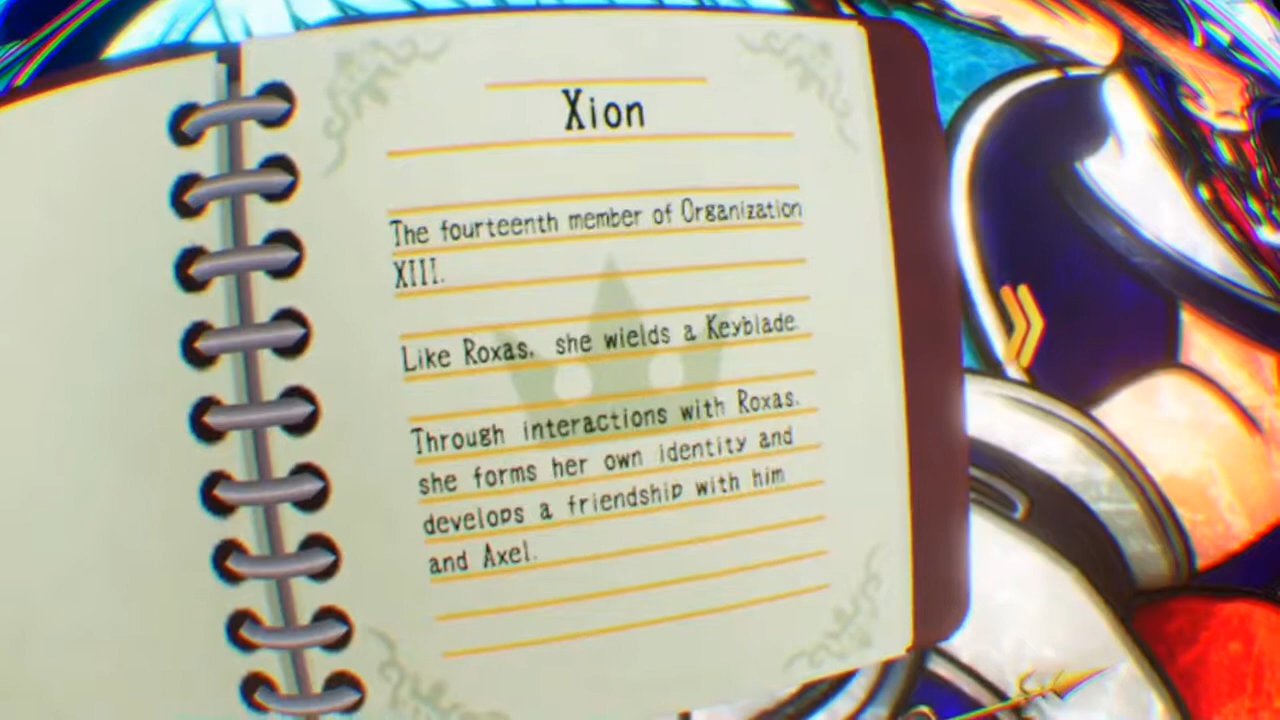 Xion
The fourteenth member of Organization
XIII.
Like Roxas, she wields a Keyblade.
Through interactions with Roxas,
she forms her own identity and
develops a friendship with him
and Axel.